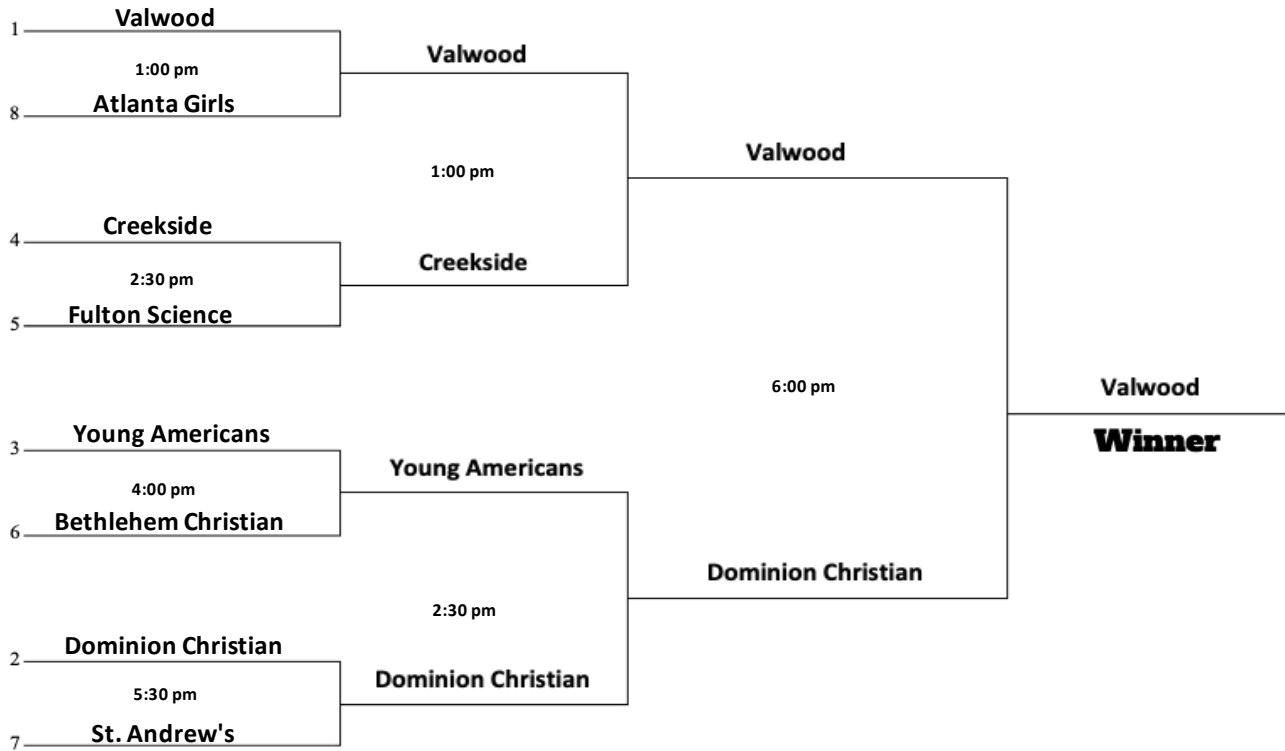 Valwood
1
1:00 pm
Atlanta Girls
8
Valwood
1:00 pm
Creekside
4
2:30 pm
Fulton Science
5
Creekside
Valwood
Young Americans
3
4:00 pm
Bethlehem Christian
6
Young Americans
2:30 pm
Dominion Christian
2
5:30 pm
St. Andrew's
7
Dominion Christian
Dominion Christian
6:00 pm
Valwood
Winner